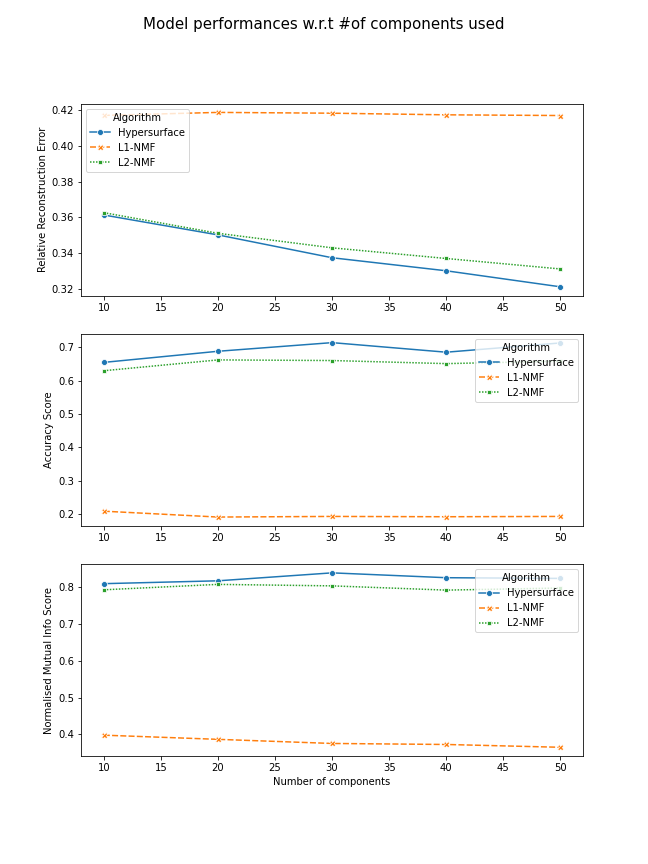 Model performances w.r.t #of components used
Relative Reconstruction Error
0.42
0.40
0.38
0.36
0.34
0.32
Algorithm
Hypersurface
L1-NMF
L2-NMF
10 15 20 25 30 35 40 45 50
Accuracy Score
0.7
0.6
0.5
0.4
0.3
0.2
Algorithm
Hypersurface
L1-NMF
L2-NMF
10 15 20 25 30 35 40 45 50
Normalised Mutual Info Score
0.8
0.7
0.6
0.5
0.4
Algorithm
Hypersurface
L1-NMF
L2-NMF
10 15 20 25 30 35 40 45 50
Number of components